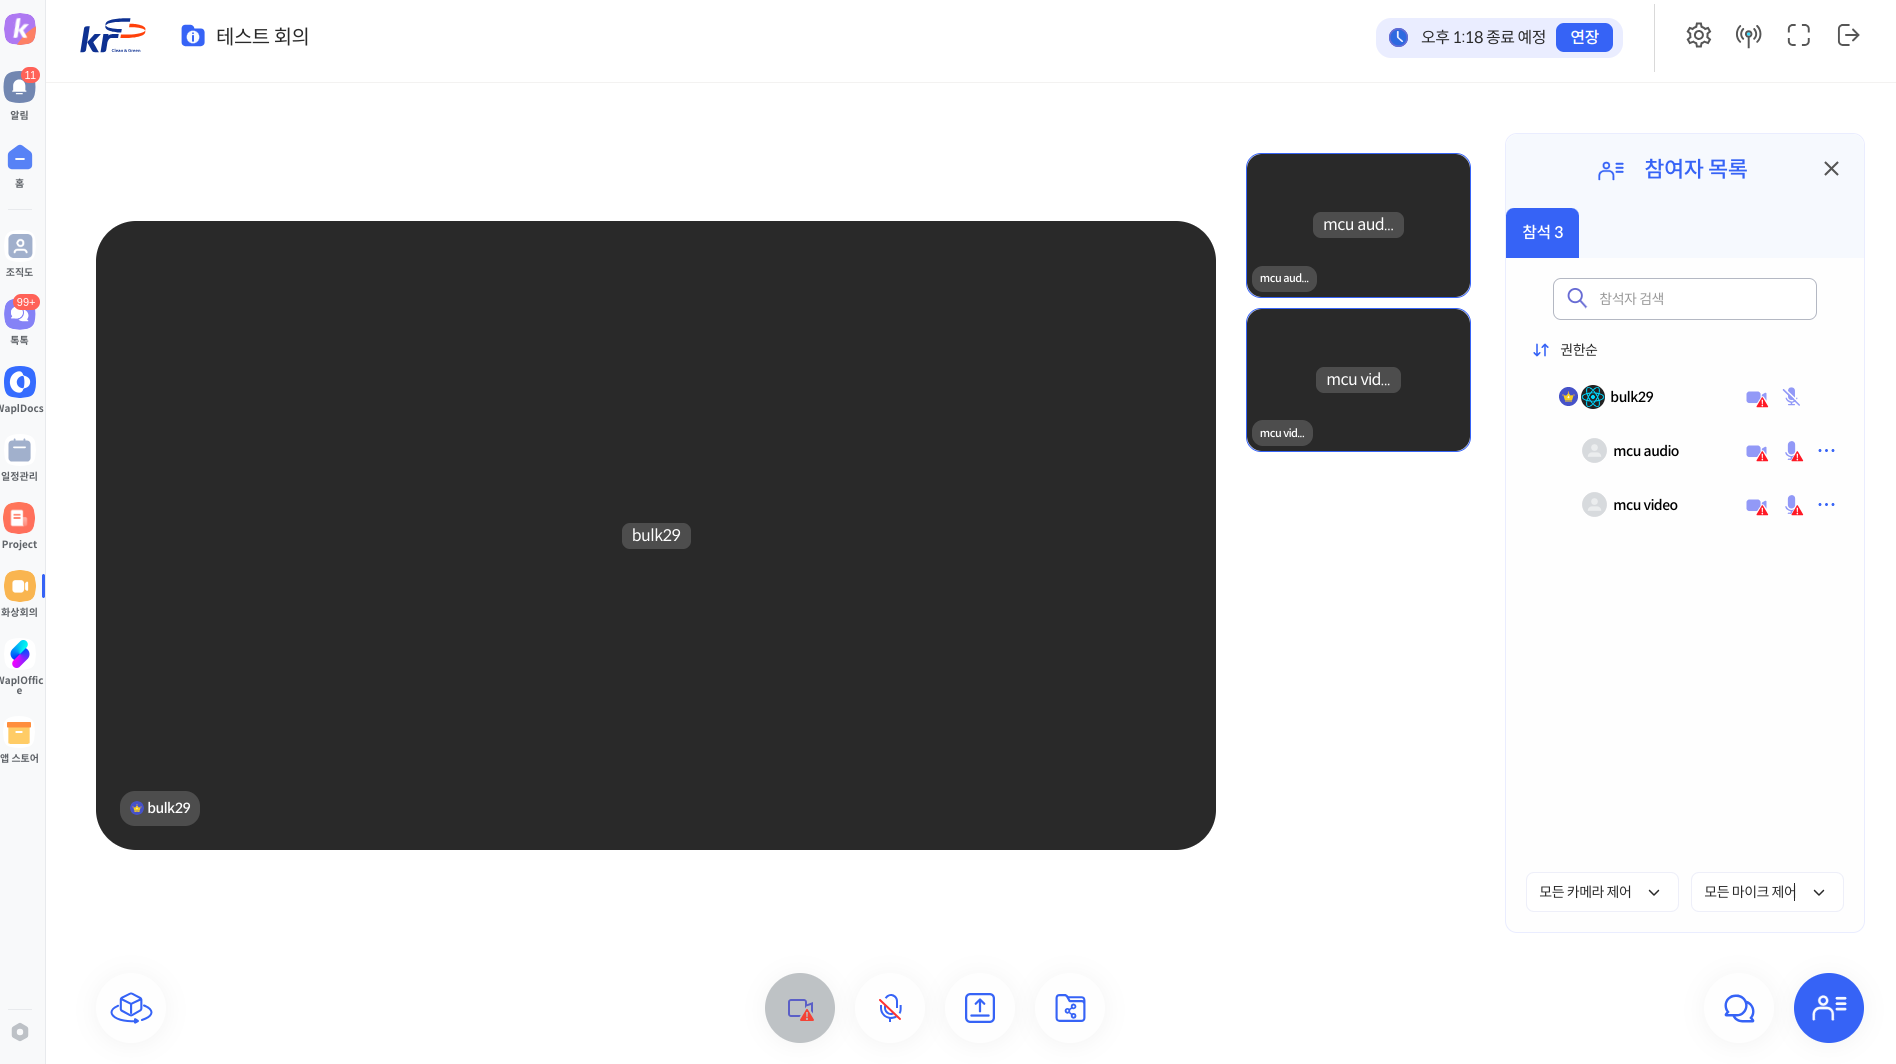 kr
Clean & Green
테스트 회의
오후 1:18 종료 예정
연장
11
알림
홈
조직도
99+
톡톡
WaplDocs
일정관리
Project
화상회의
WaplOffic
e
앱 스토어
bulk29
bulk29
mcu aud...
mcu aud...
mcu vid...
mcu vid...
참여자 목록
참석 3
참석자 검색
권한순
bulk29
mcu audio
mcu video
모든 카메라 제어
모든 마이크 제어